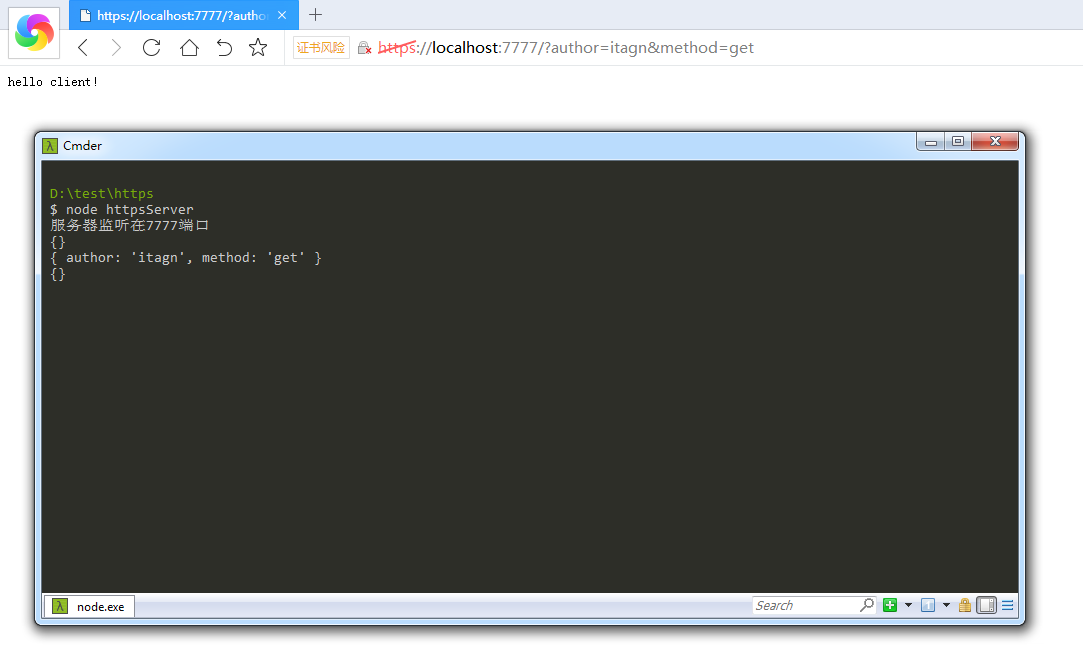 https://localhost:7777/?autho
证书风险 https://localhost:7777/?author=itagn&method=get
hello client!
λ Cmder
D:\test\https
$ node httpsServer
服务器监听在7777端口
{}
{ author: 'itagn', method: 'get' }
{}
λ node.exe
Search